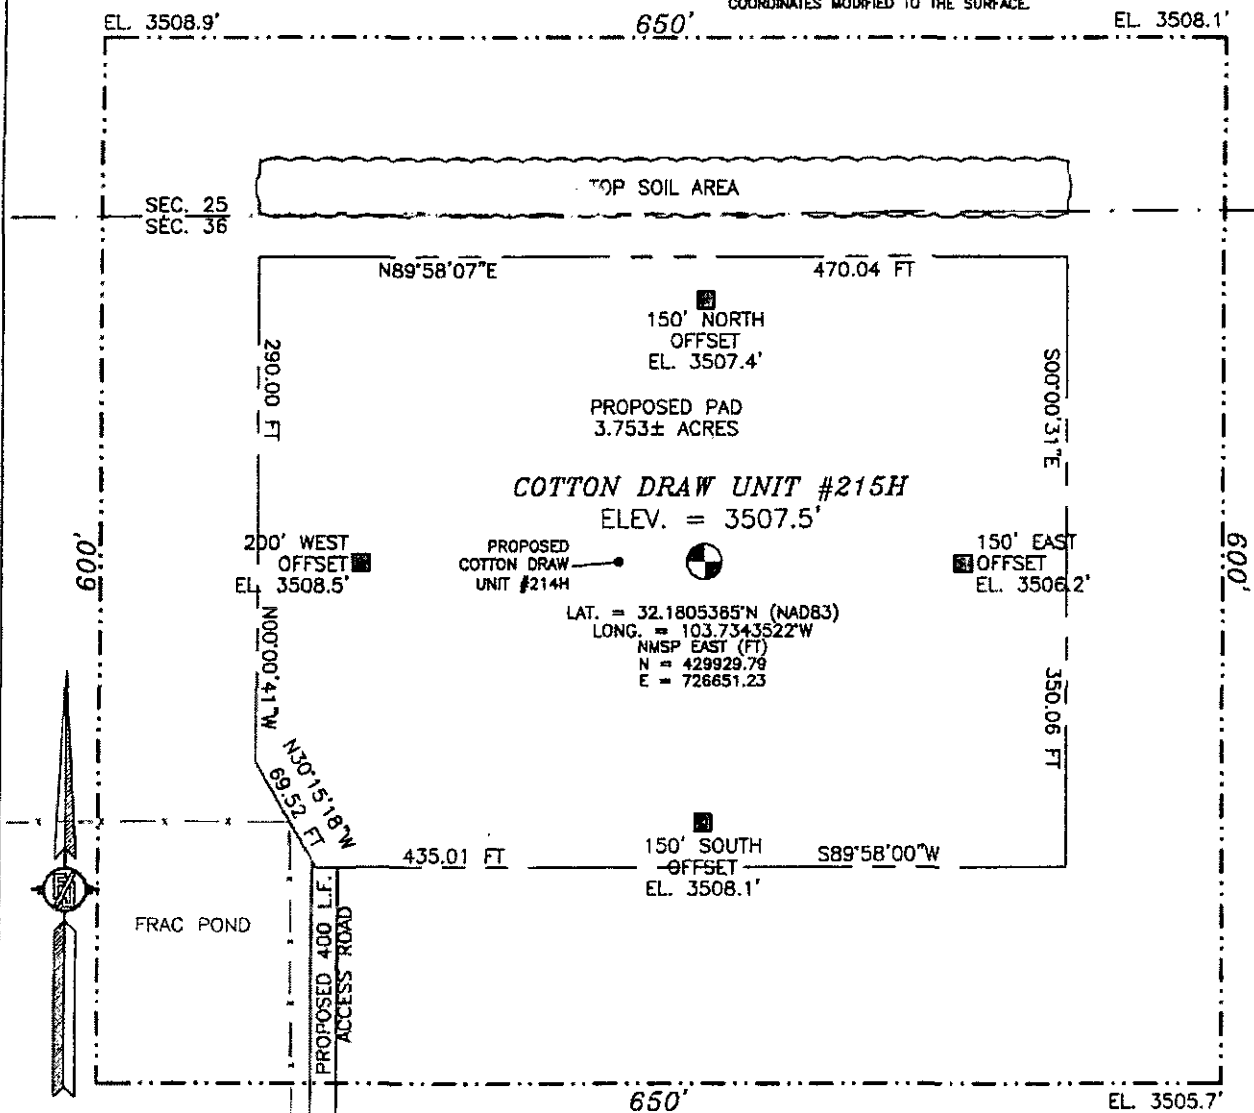 COORDINATES MODIFIED TO THE SURFACE.
EL. 3508.9'
650'
EL. 3508.1'
TOP SOIL AREA
SEC. 25
SEC. 36
N89°58'07"E
470.04 FT
150' NORTH
OFFSET
EL. 3507.4'
290.00 FT
S00°00'31"E
PROPOSED PAD
3.753± ACRES
COTTON DRAW UNIT #215H
ELEV. = 3507.5'
600'
200' WEST
OFFSET
EL. 3508.5'
PROPOSED
COTTON DRAW
UNIT #214H
150' EAST
OFFSET
EL. 3506.2'
600'
LAT. = 32.1805385°N (NAD83)
LONG. = 103.7343522°W
NMSP EAST (FT)
N = 429929.79
E = 726651.23
N00°00'41"W
350.06 FT
N30°15'18"W
69.52 FT
435.01 FT
150' SOUTH
OFFSET
EL. 3508.1'
S89°58'00"W
FRAC POND
PROPOSED 400 L.F.
ACCESS ROAD
650'
EL. 3505.7'